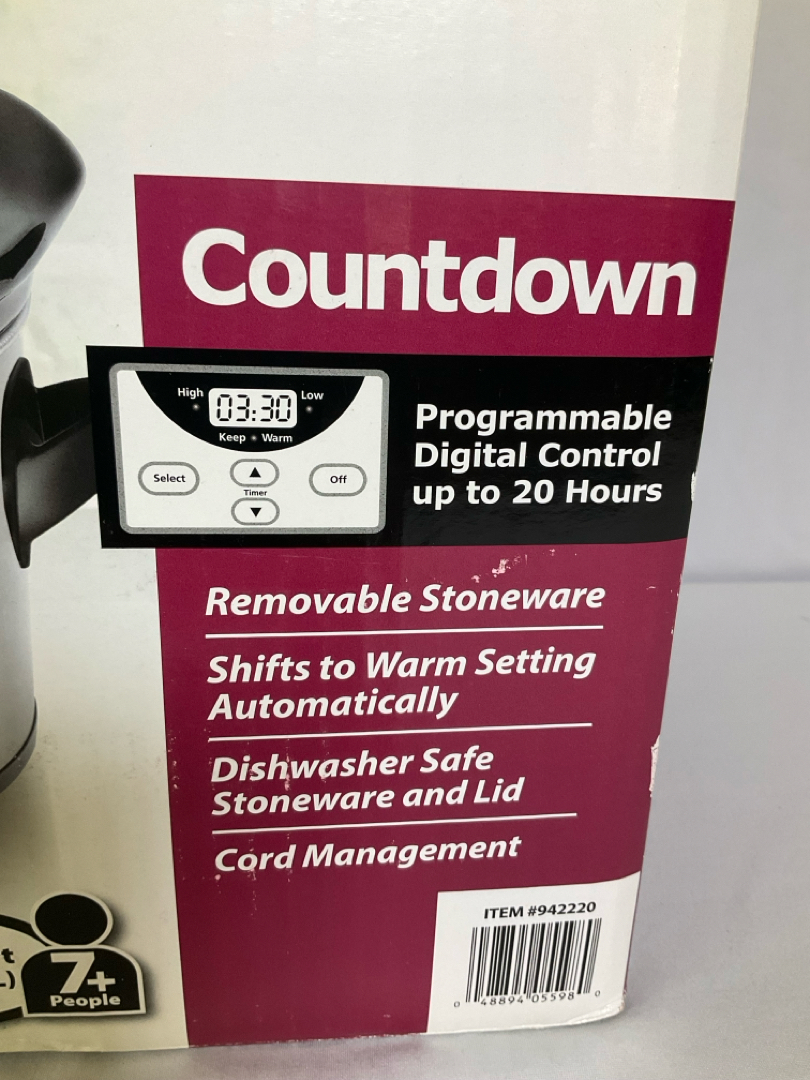 Countdown
High 03:30 Low
Keep Warm
Select
Timer
Off
Programmable
Digital Control
up to 20 Hours
Removable Stoneware
Shifts to Warm Setting
Automatically
Dishwasher Safe
Stoneware and Lid
Cord Management
7+
People
ITEM #942220
0 48894 05598 0